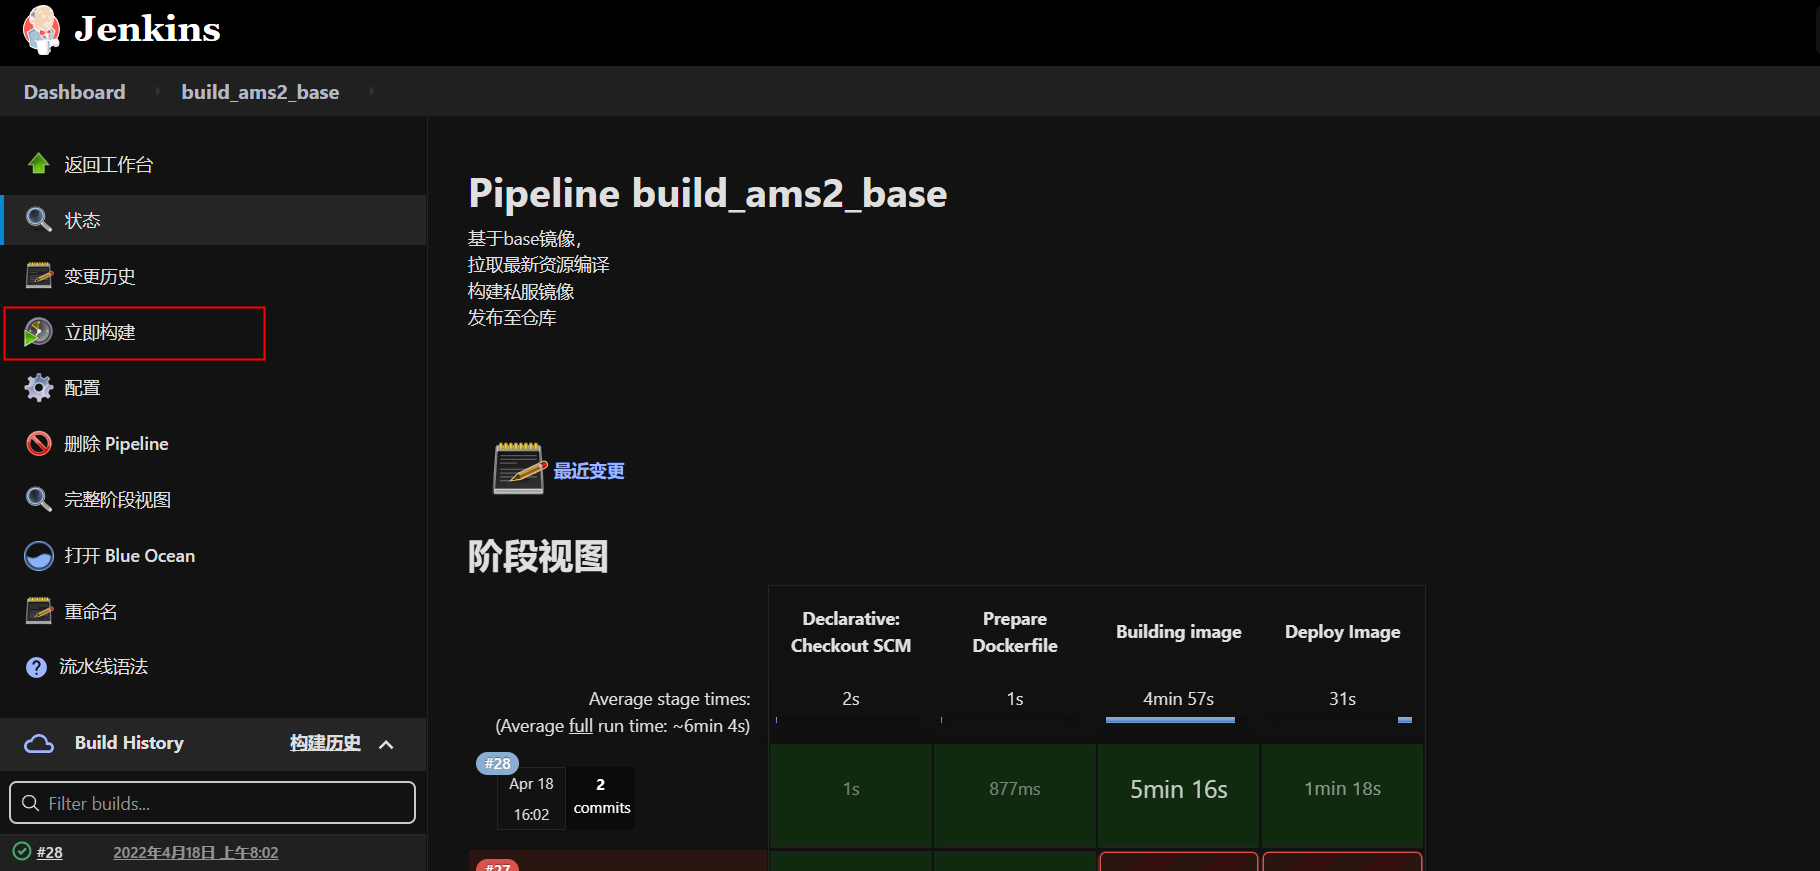 Jenkins
Dashboard
build_ams2_base
返回工作台
状态
变更历史
立即构建
配置
删除 Pipeline
完整阶段视图
打开 Blue Ocean
重命名
流水线语法
Build History
构建历史
Filter builds...
#28
2022年4月18日 上午8:02
Pipeline build_ams2_base
基于base镜像，
拉取最新资源编译
构建私服镜像
发布至仓库
最近变更
阶段视图
Declarative:
Checkout SCM
Prepare
Dockerfile
Building image
Deploy Image
Average stage times:
(Average full run time: ~6min 4s)
2s
1s
4min 57s
31s
#28
Apr 18
16:02
2
commits
1s
877ms
5min 16s
1min 18s
#27